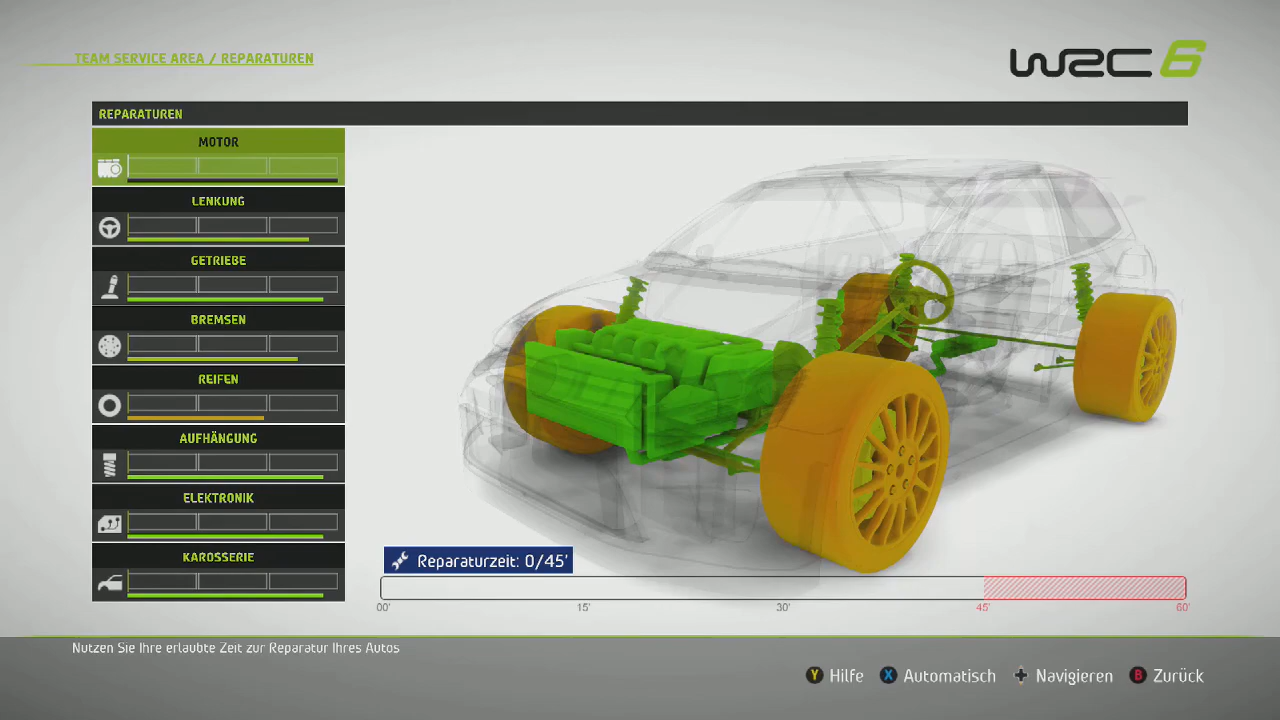 TEAM SERVICE AREA / REPARATUREN
WRC 6
REPARATUREN
MOTOR
LENKUNG
GETRIEBE
BREMSEN
REIFEN
AUFHÄNGUNG
ELEKTRONIK
KAROSSERIE
Reparaturzeit: 0/45'
00' 15' 30' 45' 60'
Nutzen Sie Ihre erlaubte Zeit zur Reparatur Ihres Autos
Y Hilfe X Automatisch Navigieren B Zurück